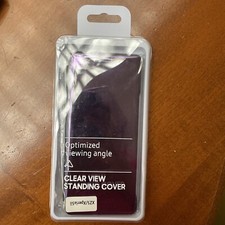 Optimized
viewing angle
CLEAR VIEW
STANDING COVER